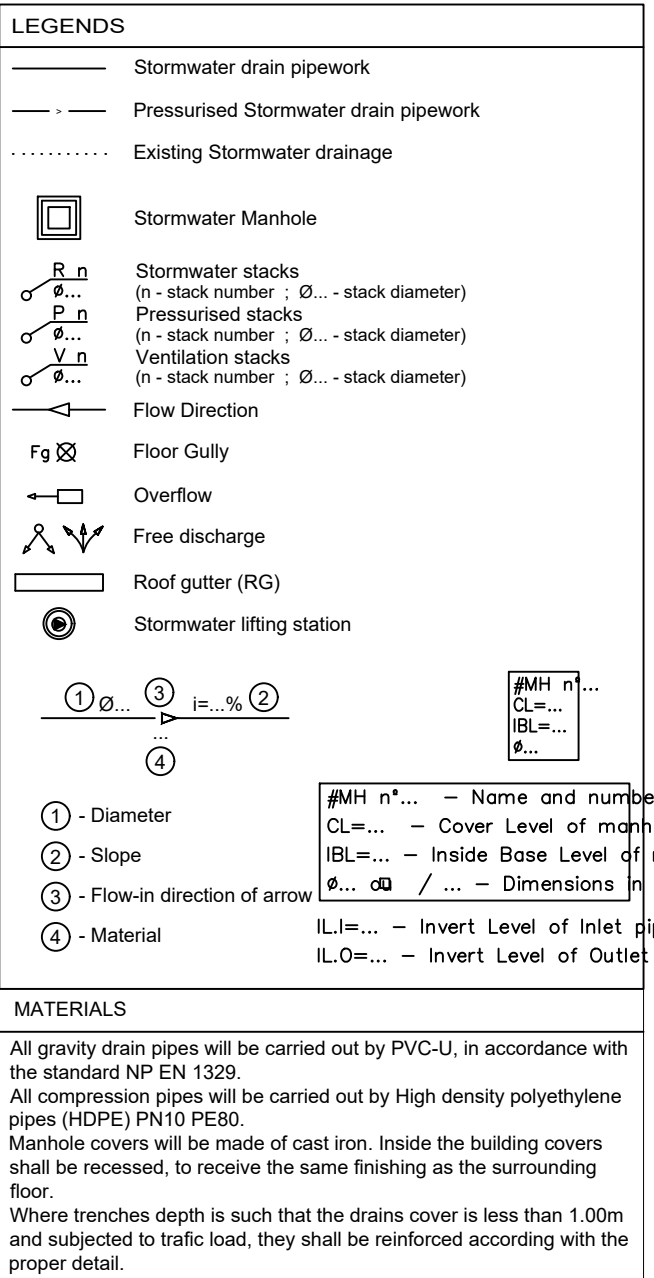 LEGENDS
Stormwater drain pipework
> Pressurised Stormwater drain pipework
Existing Stormwater drainage
Stormwater Manhole
R n Stormwater stacks
Ø... (n - stack number ; Ø... - stack diameter)
P n Pressurised stacks
Ø... (n - stack number ; Ø... - stack diameter)
V n Ventilation stacks
Ø... (n - stack number ; Ø... - stack diameter)
Flow Direction
Fg Floor Gully
Overflow
Free discharge
Roof gutter (RG)
Stormwater lifting station
1 Ø... 3 i=...% 2
...
4
#MH nº...
CL=...
IBL=...
Ø...
1 - Diameter
2 - Slope
3 - Flow-in direction of arrow
4 - Material
#MH nº... – Name and numbe
CL=... – Cover Level of manh
IBL=... – Inside Base Level of
Ø... / ... – Dimensions in
IL.I=... – Invert Level of Inlet pi
IL.O=... – Invert Level of Outlet
MATERIALS
All gravity drain pipes will be carried out by PVC-U, in accordance with
the standard NP EN 1329.
All compression pipes will be carried out by High density polyethylene
pipes (HDPE) PN10 PE80.
Manhole covers will be made of cast iron. Inside the building covers
shall be recessed, to receive the same finishing as the surrounding
floor.
Where trenches depth is such that the drains cover is less than 1.00m
and subjected to trafic load, they shall be reinforced according with the
proper detail.